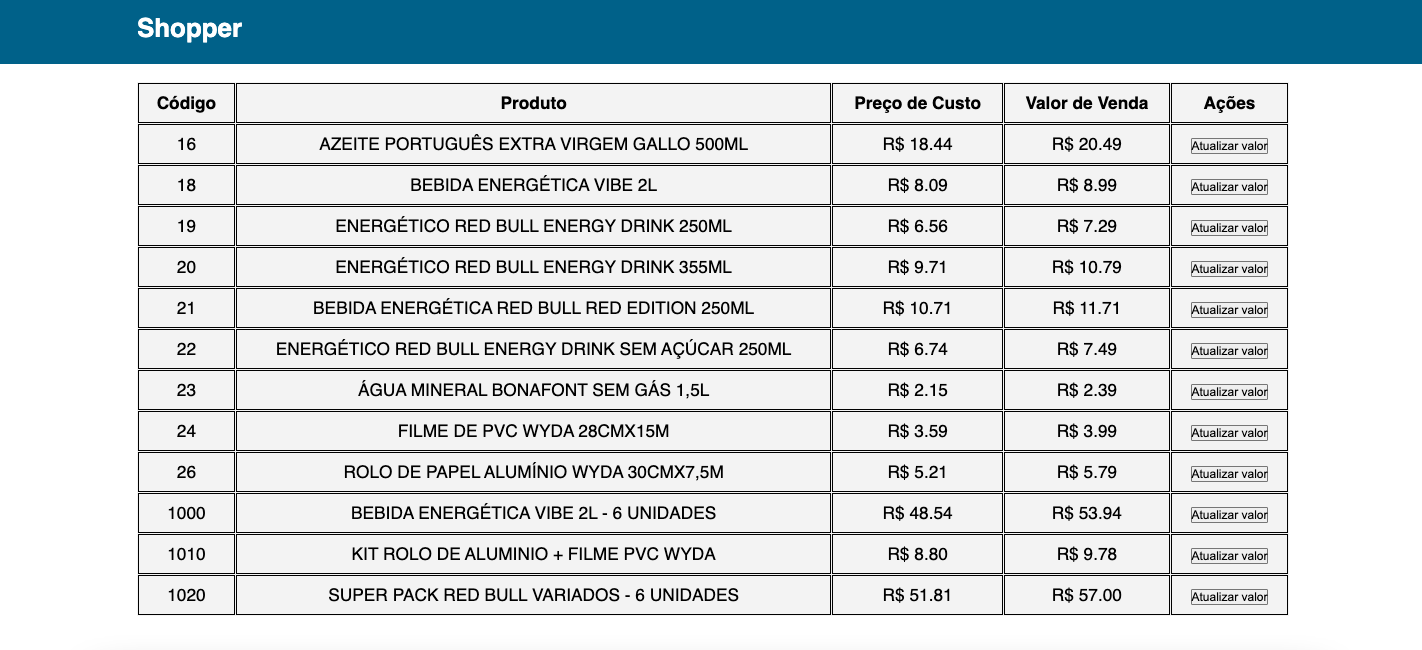 Shopper
Código Produto Preço de Custo Valor de Venda Ações
16 AZEITE PORTUGUÊS EXTRA VIRGEM GALLO 500ML R$ 18.44 R$ 20.49 Atualizar valor
18 BEBIDA ENERGÉTICA VIBE 2L R$ 8.09 R$ 8.99 Atualizar valor
19 ENERGÉTICO RED BULL ENERGY DRINK 250ML R$ 6.56 R$ 7.29 Atualizar valor
20 ENERGÉTICO RED BULL ENERGY DRINK 355ML R$ 9.71 R$ 10.79 Atualizar valor
21 BEBIDA ENERGÉTICA RED BULL RED EDITION 250ML R$ 10.71 R$ 11.71 Atualizar valor
22 ENERGÉTICO RED BULL ENERGY DRINK SEM AÇÚCAR 250ML R$ 6.74 R$ 7.49 Atualizar valor
23 ÁGUA MINERAL BONAFONT SEM GÁS 1,5L R$ 2.15 R$ 2.39 Atualizar valor
24 FILME DE PVC WYDA 28CMX15M R$ 3.59 R$ 3.99 Atualizar valor
26 ROLO DE PAPEL ALUMÍNIO WYDA 30CMX7,5M R$ 5.21 R$ 5.79 Atualizar valor
1000 BEBIDA ENERGÉTICA VIBE 2L - 6 UNIDADES R$ 48.54 R$ 53.94 Atualizar valor
1010 KIT ROLO DE ALUMINIO + FILME PVC WYDA R$ 8.80 R$ 9.78 Atualizar valor
1020 SUPER PACK RED BULL VARIADOS - 6 UNIDADES R$ 51.81 R$ 57.00 Atualizar valor